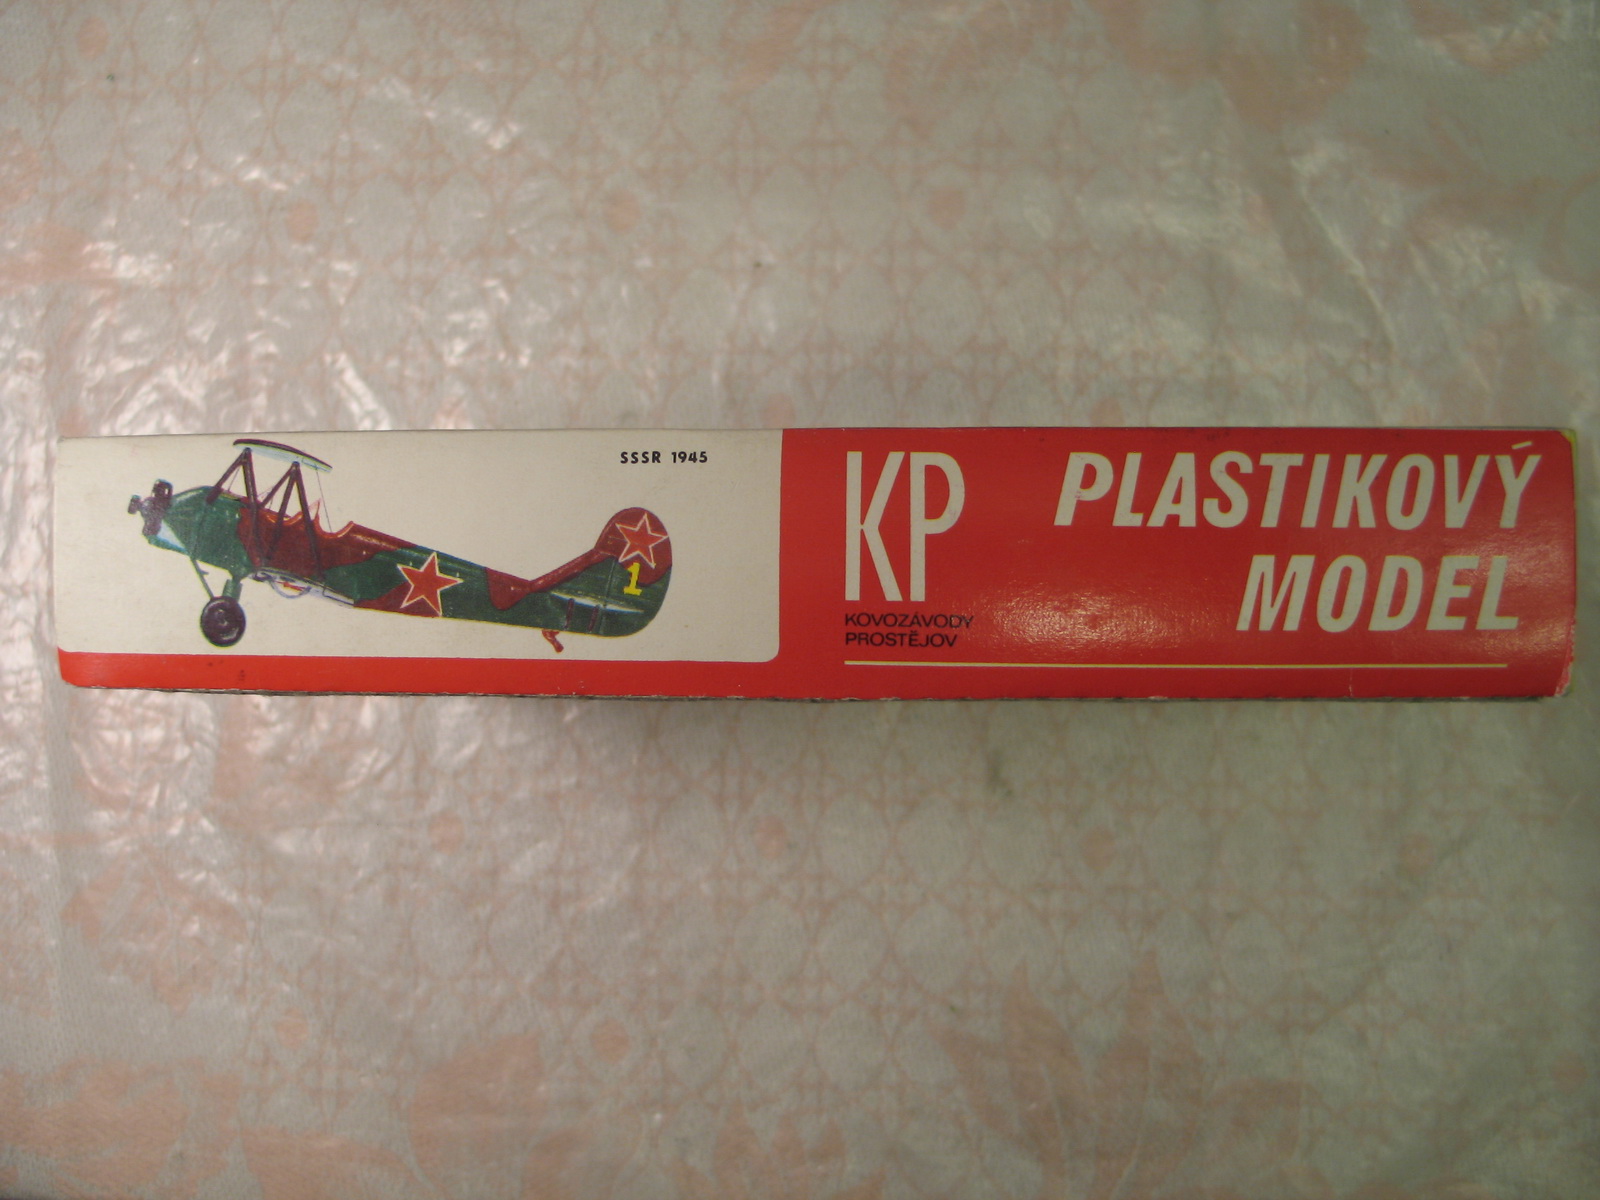 SSSR 1945
1
KP
KOVOZÁVODY
PROSTĚJOV
PLASTIKOVÝ
MODEL